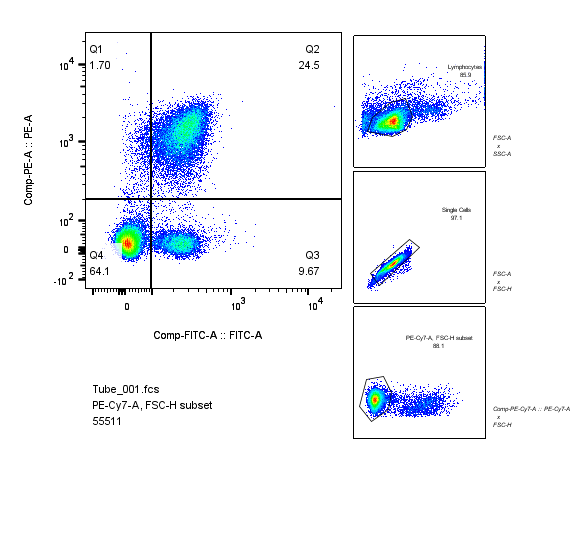 Q1
1.70
Q2
24.5
Q4
64.1
Q3
9.67
10^4
10^3
10^2
0
-10^2
Comp-PE-A :: PE-A
0
10^3
10^4
Comp-FITC-A :: FITC-A
Tube_001.fcs
PE-Cy7-A, FSC-H subset
55511
Lymphocytes
85.9
FSC-A
x
SSC-A
Single Cells
97.1
FSC-A
x
FSC-H
PE-Cy7-A, FSC-H subset
88.1
Comp-PE-Cy7-A :: PE-Cy7-A
x
FSC-H